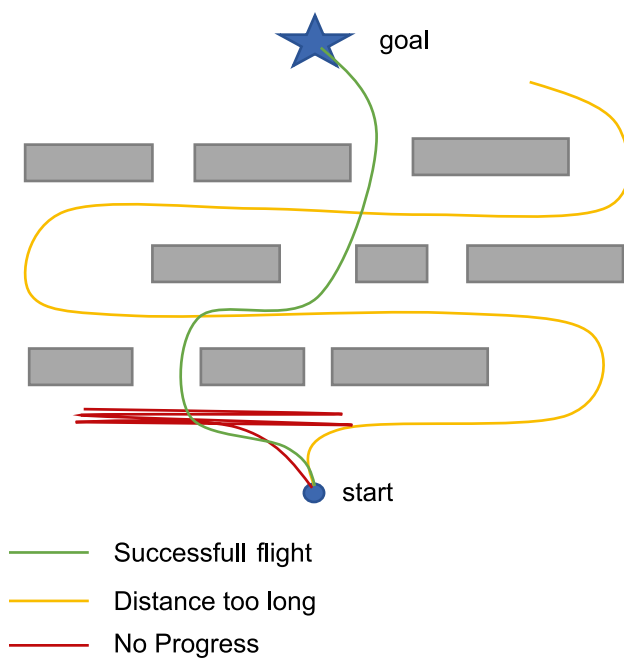 goal
start
Successfull flight
Distance too long
No Progress